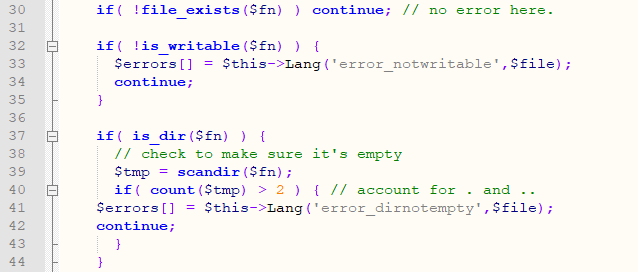 30 if( !file_exists($fn) ) continue; // no error here.
31
32 if( !is_writable($fn) ) {
33 $errors[] = $this->Lang('error_notwritable',$file);
34 continue;
35 }
36
37 if( is_dir($fn) ) {
38 // check to make sure it's empty
39 $tmp = scandir($fn);
40 if( count($tmp) > 2 ) { // account for . and ..
41 $errors[] = $this->Lang('error_dirnotempty',$file);
42 continue;
43 }
44 }